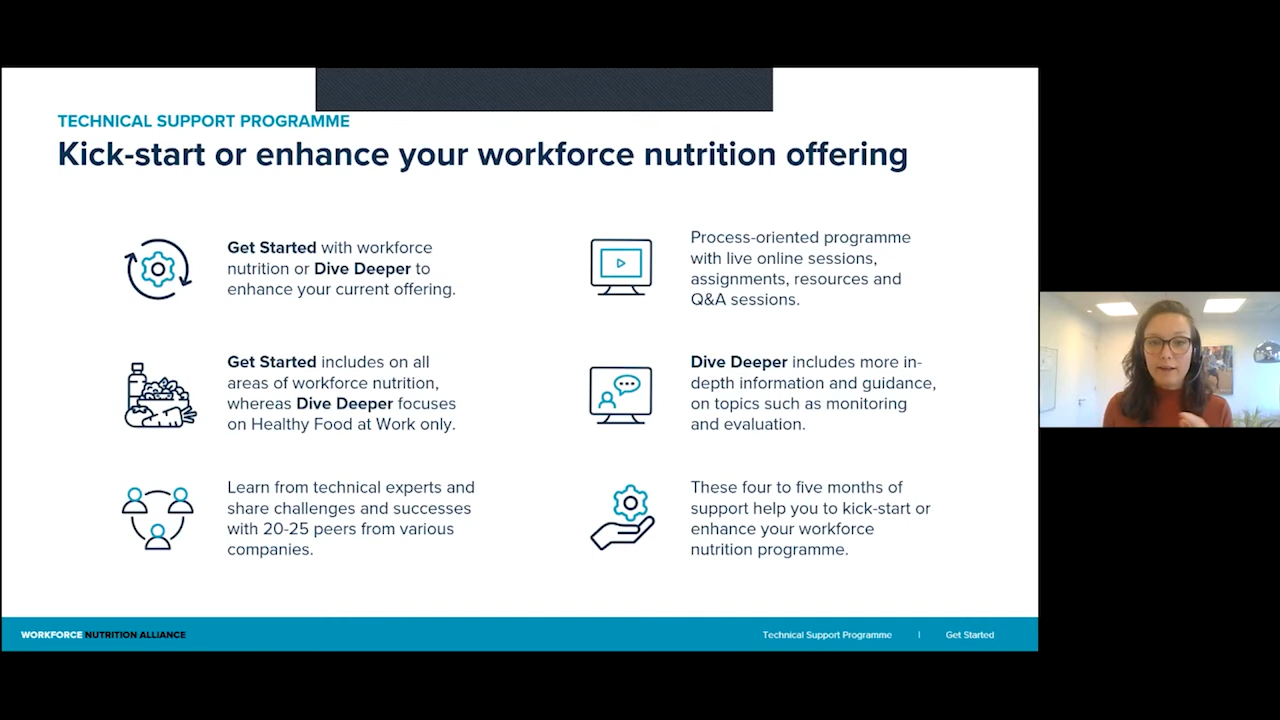 TECHNICAL SUPPORT PROGRAMME
Kick-start or enhance your workforce nutrition offering
Get Started with workforce
nutrition or Dive Deeper to
enhance your current offering.
Process-oriented programme
with live online sessions,
assignments, resources and
Q&A sessions.
Get Started includes on all
areas of workforce nutrition,
whereas Dive Deeper focuses
on Healthy Food at Work only.
Dive Deeper includes more in-
depth information and guidance,
on topics such as monitoring
and evaluation.
Learn from technical experts and
share challenges and successes
with 20-25 peers from various
companies.
These four to five months of
support help you to kick-start or
enhance your workforce
nutrition programme.
WORKFORCE NUTRITION ALLIANCE
Technical Support Programme | Get Started